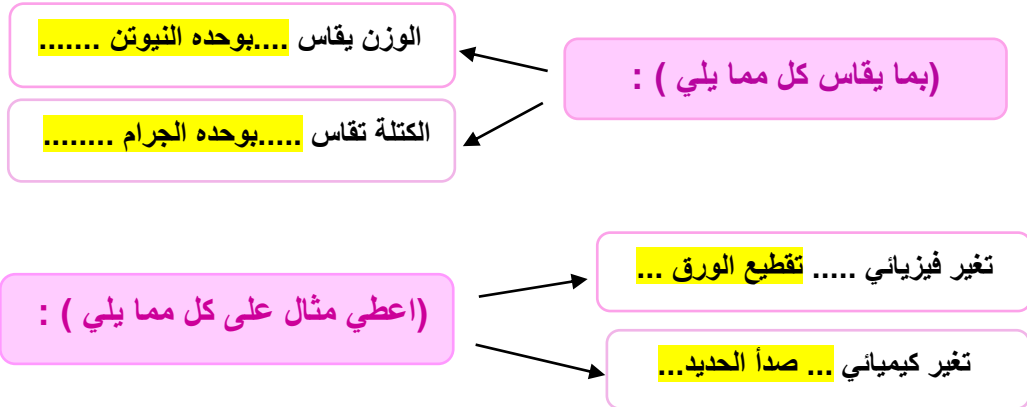 (بما يقاس كل مما يلي ) :
الوزن يقاس ....بوحده النيوتن .......
الكتلة تقاس .....بوحده الجرام ........
(اعطي مثال على كل مما يلي ) :
تغير فيزيائي ..... تقطيع الورق ...
تغير كيميائي ... صدأ الحديد...